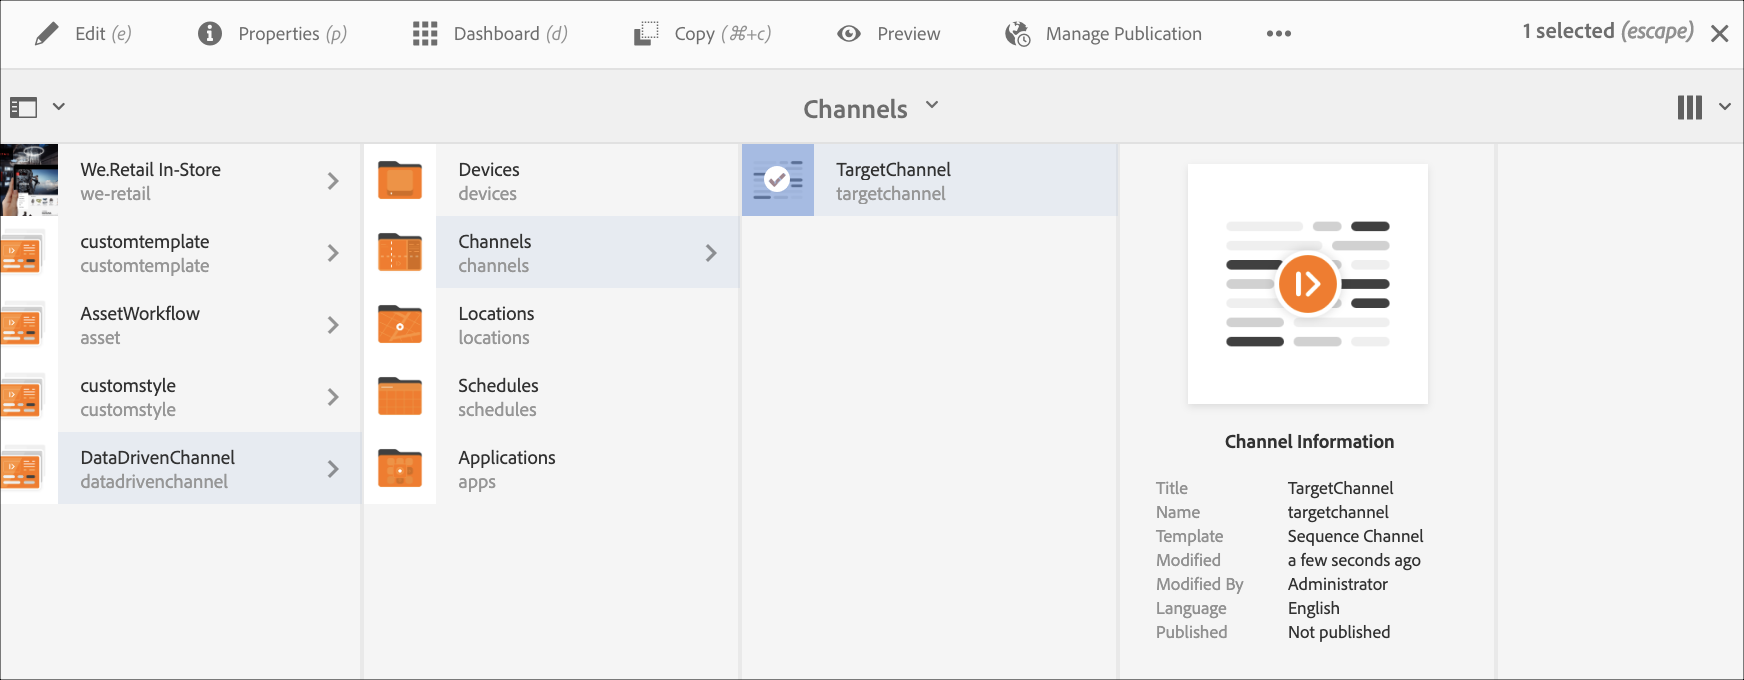 Edit (e)
Properties (p)
Dashboard (d)
Copy (⌘+c)
Preview
Manage Publication
1 selected (escape)
Channels
We.Retail In-Store
we-retail
customtemplate
customtemplate
AssetWorkflow
asset
customstyle
customstyle
DataDrivenChannel
datadrivenchannel
Devices
devices
Channels
channels
Locations
locations
Schedules
schedules
Applications
apps
TargetChannel
targetchannel
Channel Information
Title TargetChannel
Name targetchannel
Template Sequence Channel
Modified a few seconds ago
Modified By Administrator
Language English
Published Not published